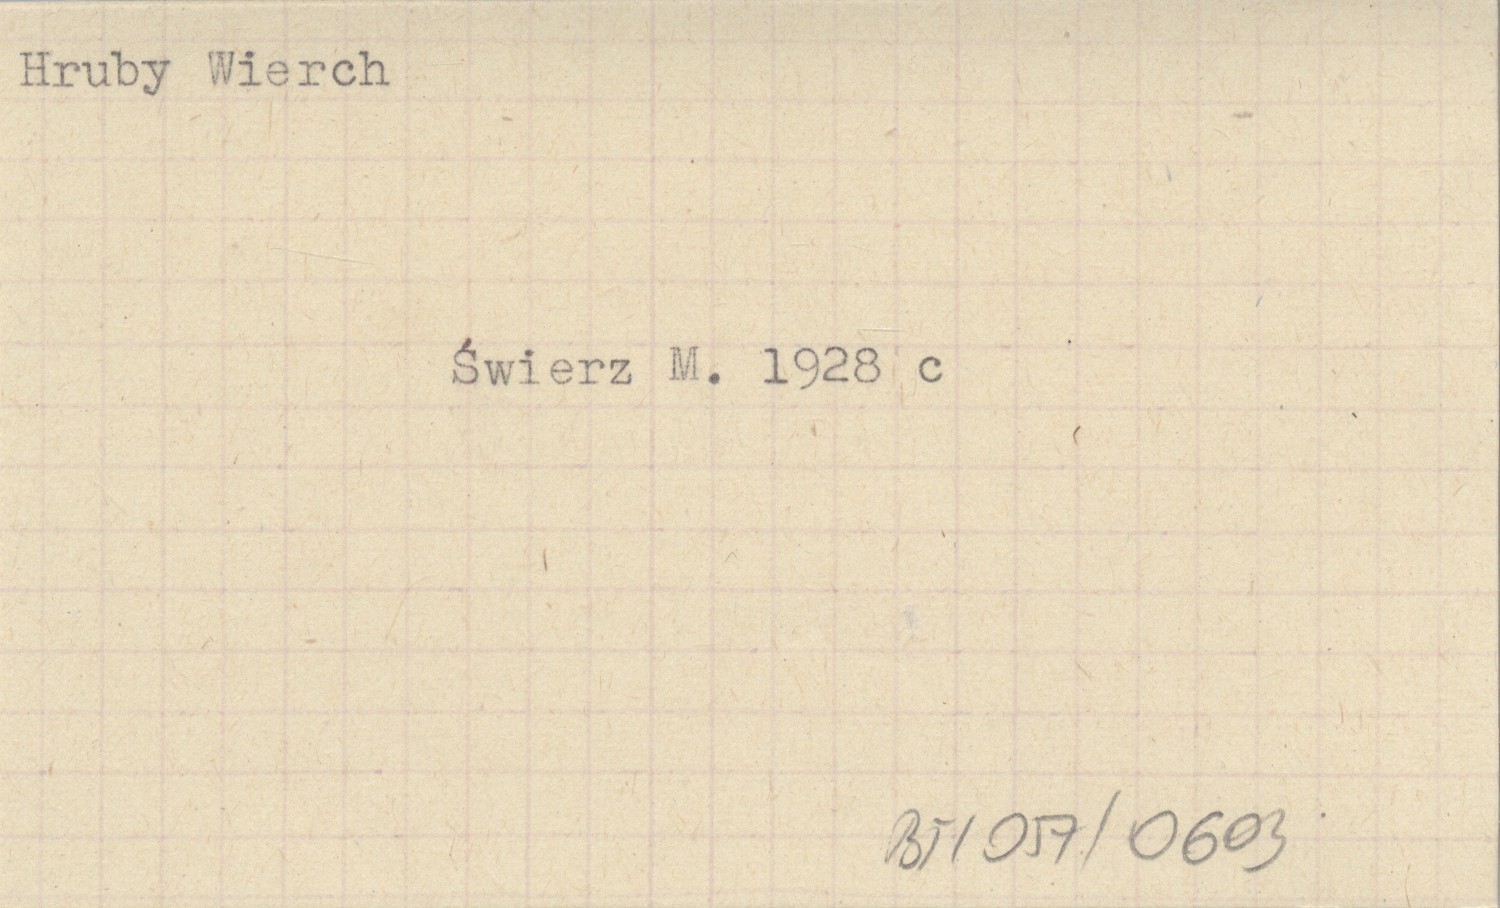 Hruby Wierch
Świerz M. 1928 c
BT/057/0603